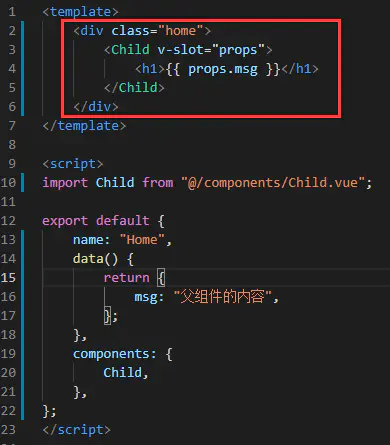 1 <template>
2     <div class="home">
3         <Child v-slot="props">
4             <h1>{{ props.msg }}</h1>
5         </Child>
6     </div>
7 </template>
8
9 <script>
10 import Child from "@/components/Child.vue";
11
12 export default {
13     name: "Home",
14     data() {
15         return {
16             msg: "父组件的内容",
17         };
18     },
19     components: {
20         Child,
21     },
22 };
23 </script>